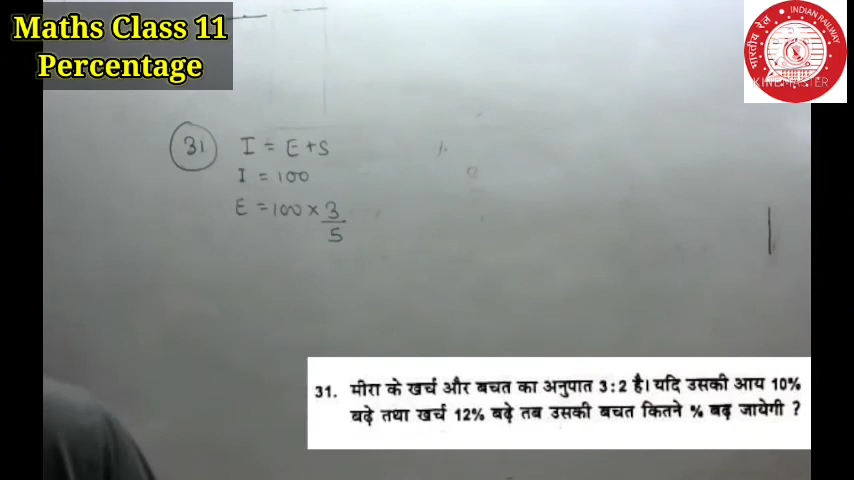 Maths Class 11
Percentage
भारतीय रेल INDIAN RAILWAY
KINEMASTER
31 I = E + S
I = 100
E = 100 × 3/5
31. मीरा के खर्च और बचत का अनुपात 3 : 2 है। यदि उसकी आय 10%
बढ़े तथा खर्च 12% बढ़े तब उसकी बचत कितने % बढ़ जायेगी ?